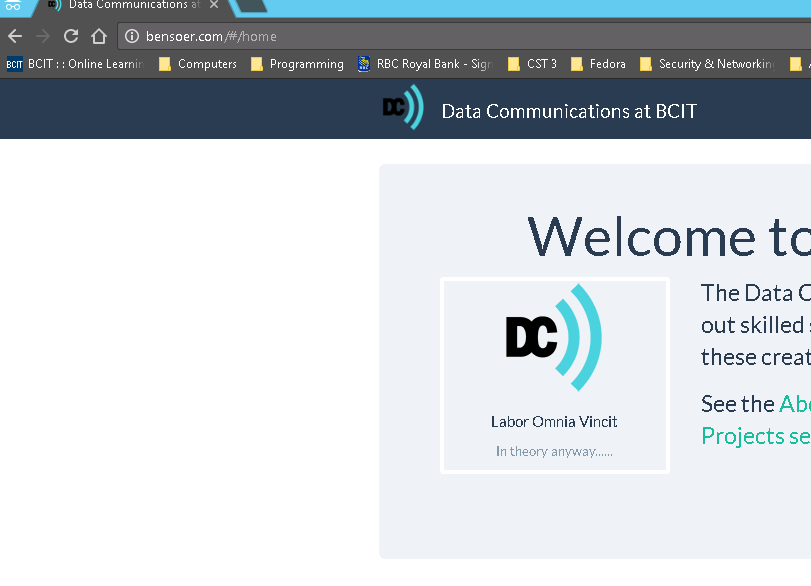 Data Communications at
bensoer.com/#/home
BCIT BCIT : : Online Learnin Computers Programming RBC Royal Bank - Sign CST 3 Fedora Security & Networking
DC Data Communications at BCIT
Welcome to
The Data C
out skilled
these creat
DC
See the Abo
Projects se
Labor Omnia Vincit
In theory anyway......